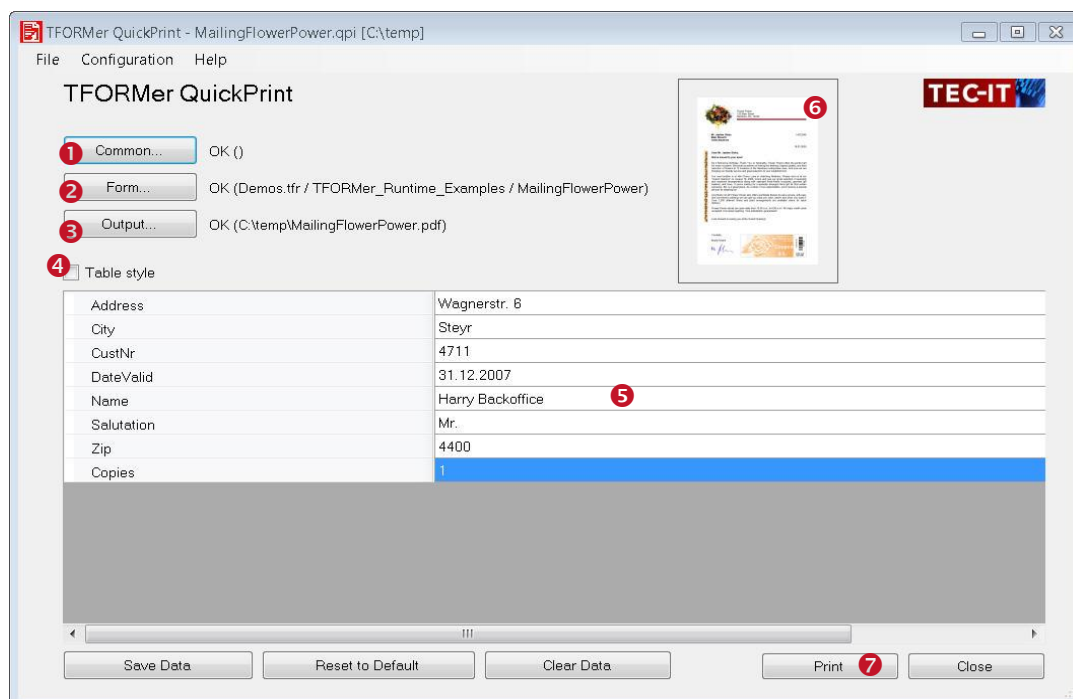 TFORMer QuickPrint - MailingFlowerPower.qpi [C:\temp]
File Configuration Help
TFORMer QuickPrint
TEC-IT
6
1 Common... OK ()
2 Form... OK (Demos.tfr / TFORMer_Runtime_Examples / MailingFlowerPower)
3 Output... OK (C:\temp\MailingFlowerPower.pdf)
4 Table style
Address Wagnerstr. 6
City Steyr
CustNr 4711
DateValid 31.12.2007
Name Harry Backoffice 5
Salutation Mr.
Zip 4400
Copies 1
Save Data Reset to Default Clear Data Print 7 Close